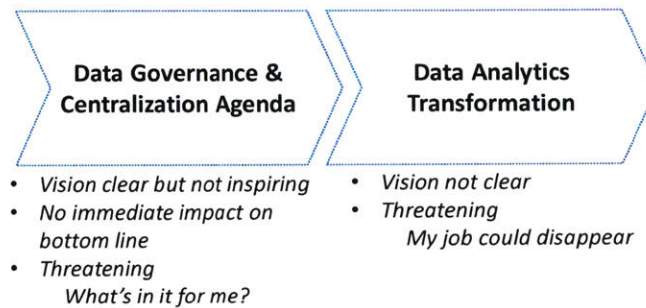 Data Governance &
Centralization Agenda
Data Analytics
Transformation
• Vision clear but not inspiring
• No immediate impact on
bottom line
• Threatening
What's in it for me?
• Vision not clear
• Threatening
My job could disappear